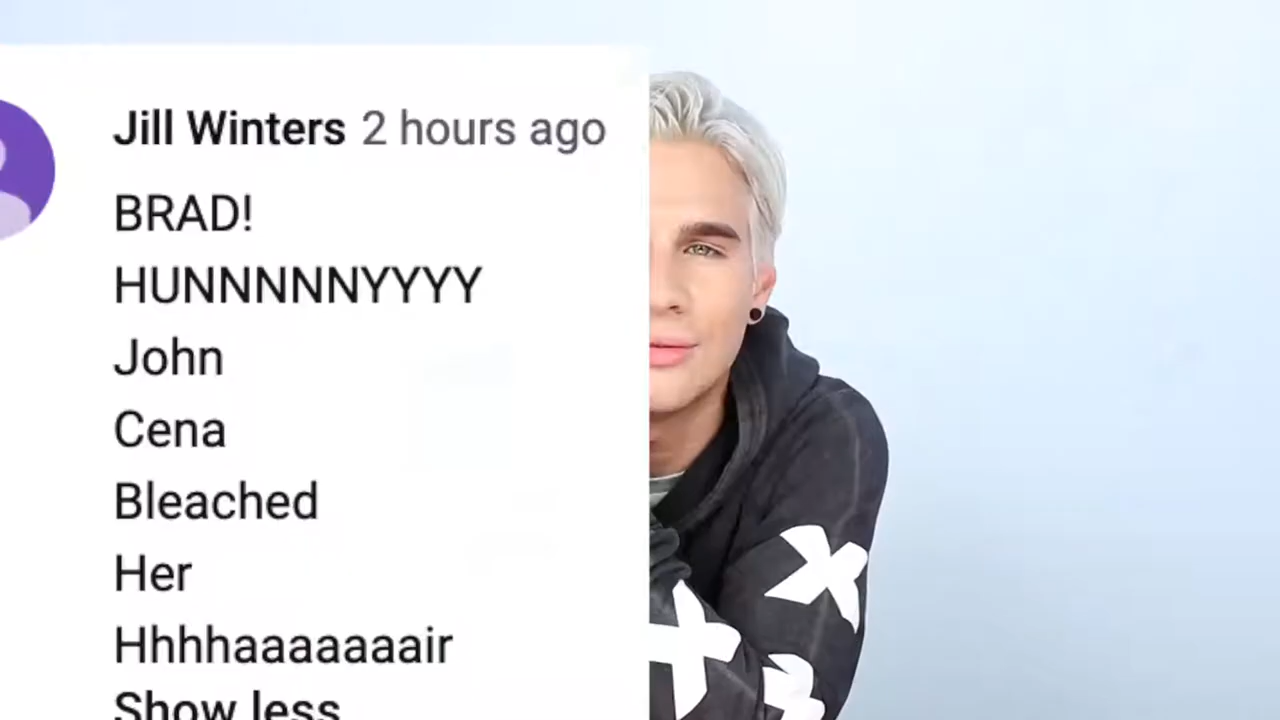 Jill Winters 2 hours ago
BRAD!
HUNNNNNYYYY
John
Cena
Bleached
Her
Hhhhaaaaaaair
Show less